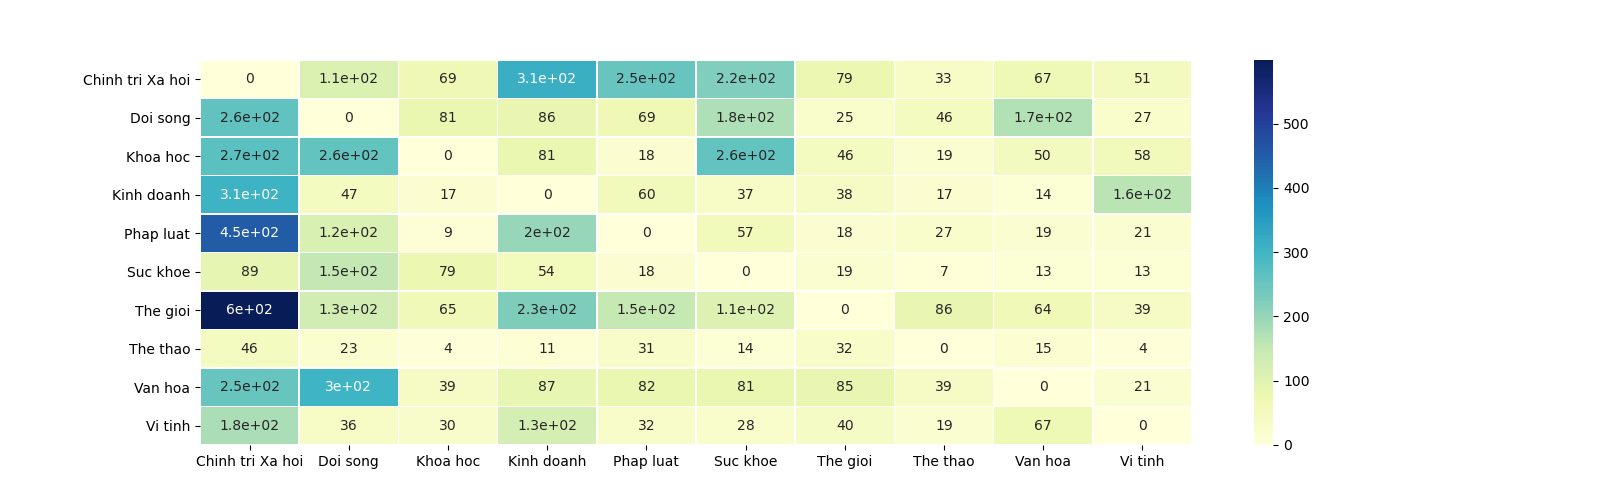 Chinh tri Xa hoi 0 1.1e+02 69 3.1e+02 2.5e+02 2.2e+02 79 33 67 51
Doi song 2.6e+02 0 81 86 69 1.8e+02 25 46 1.7e+02 27
500
Khoa hoc 2.7e+02 2.6e+02 0 81 18 2.6e+02 46 19 50 58
400
Kinh doanh 3.1e+02 47 17 0 60 37 38 17 14 1.6e+02
Phap luat 4.5e+02 1.2e+02 9 2e+02 0 57 18 27 19 21
300
Suc khoe 89 1.5e+02 79 54 18 0 19 7 13 13
The gioi 6e+02 1.3e+02 65 2.3e+02 1.5e+02 1.1e+02 0 86 64 39
200
The thao 46 23 4 11 31 14 32 0 15 4
100
Van hoa 2.5e+02 3e+02 39 87 82 81 85 39 0 21
Vi tinh 1.8e+02 36 30 1.3e+02 32 28 40 19 67 0
0
Chinh tri Xa hoi Doi song Khoa hoc Kinh doanh Phap luat Suc khoe The gioi The thao Van hoa Vi tinh